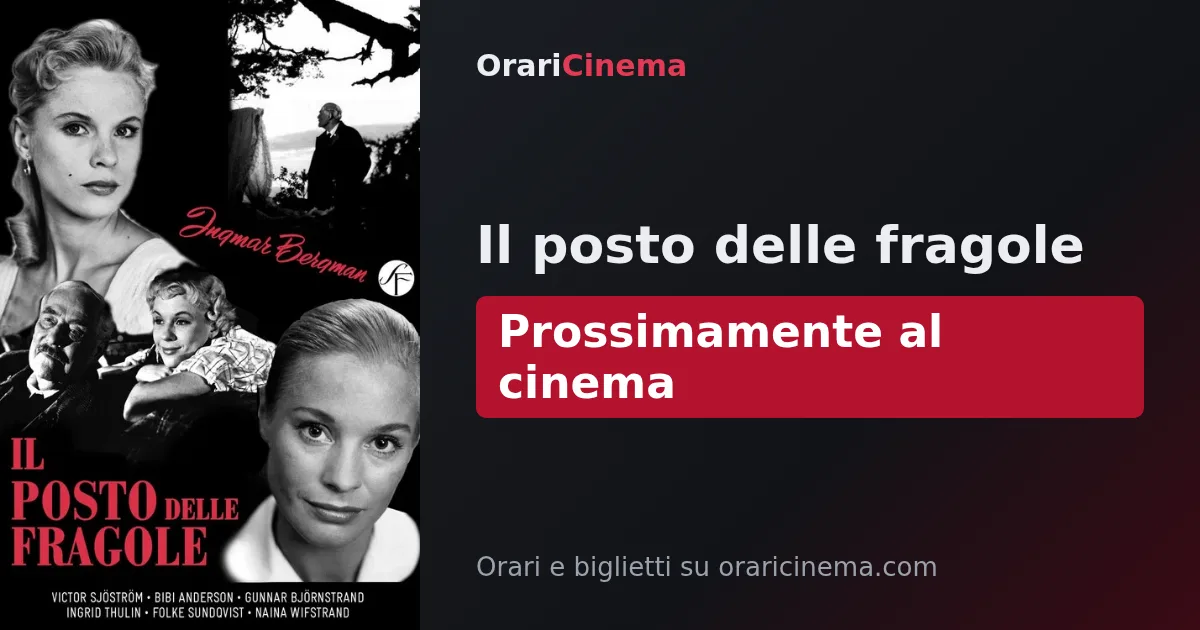 Ingmar Bergman
SF
IL
POSTO DELLE
FRAGOLE
VICTOR SJÖSTRÖM • BIBI ANDERSON • GUNNAR BJÖRNSTRAND
INGRID THULIN • FOLKE SUNDQVIST • NAINA WIFSTRAND
OrariCinema
Il posto delle fragole
Prossimamente al
cinema
Orari e biglietti su oraricinema.com